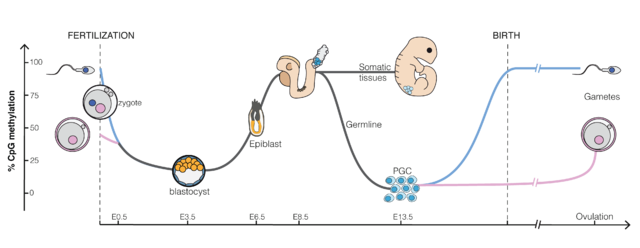 FERTILIZATION
BIRTH
% CpG methylation
100
75
50
25
0
zygote
blastocyst
Epiblast
Somatic
tissues
Germline
PGC
Gametes
E0.5
E3.5
E6.5
E8.5
E13.5
Ovulation